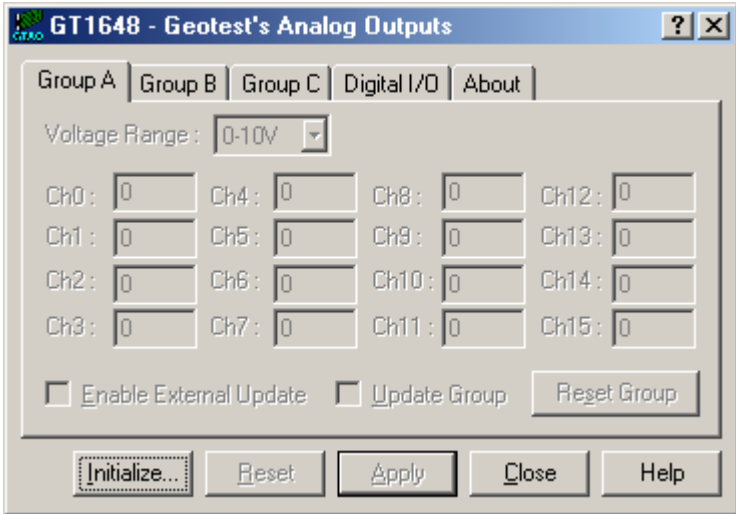 GTAO GT1648 - Geotest's Analog Outputs ? X
Group A Group B Group C Digital I/O About
Voltage Range : 0-10V
Ch0 : 0 Ch4 : 0 Ch8 : 0 Ch12 : 0
Ch1 : 0 Ch5 : 0 Ch9 : 0 Ch13 : 0
Ch2 : 0 Ch6 : 0 Ch10 : 0 Ch14 : 0
Ch3 : 0 Ch7 : 0 Ch11 : 0 Ch15 : 0
Enable External Update Update Group Reset Group
Initialize... Reset Apply Close Help